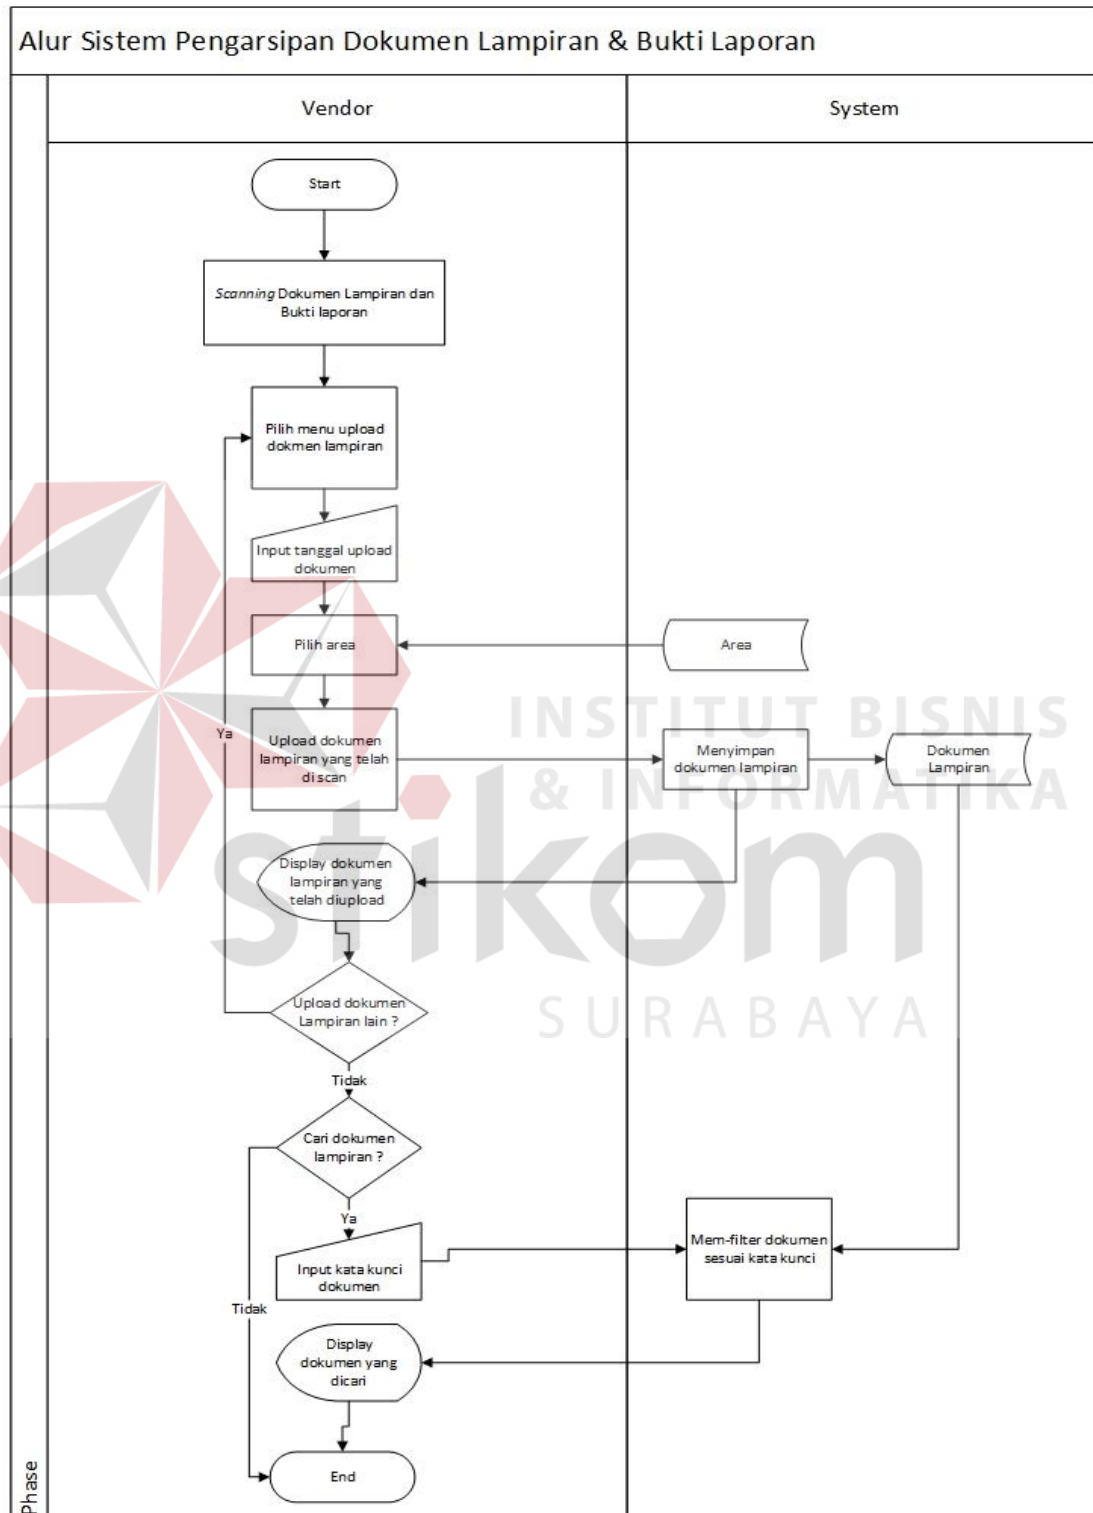 Alur Sistem Pengarsipan Dokumen Lampiran & Bukti Laporan
Vendor
System
Start
Scanning Dokumen Lampiran dan
Bukti laporan
Pilih menu upload
dokmen lampiran
Input tanggal upload
dokumen
Pilih area
Area
INSTITUT BISNIS
& INFORMATIKA
Ya
Upload dokumen
lampiran yang telah
di scan
Menyimpan
dokumen lampiran
Dokumen
Lampiran
stikom
SURABAYA
Display dokumen
lampiran yang
telah diupload
Upload dokumen
Lampiran lain ?
Tidak
Cari dokumen
lampiran ?
Ya
Input kata kunci
dokumen
Mem-filter dokumen
sesuai kata kunci
Tidak
Display
dokumen yang
dicari
End
Phase